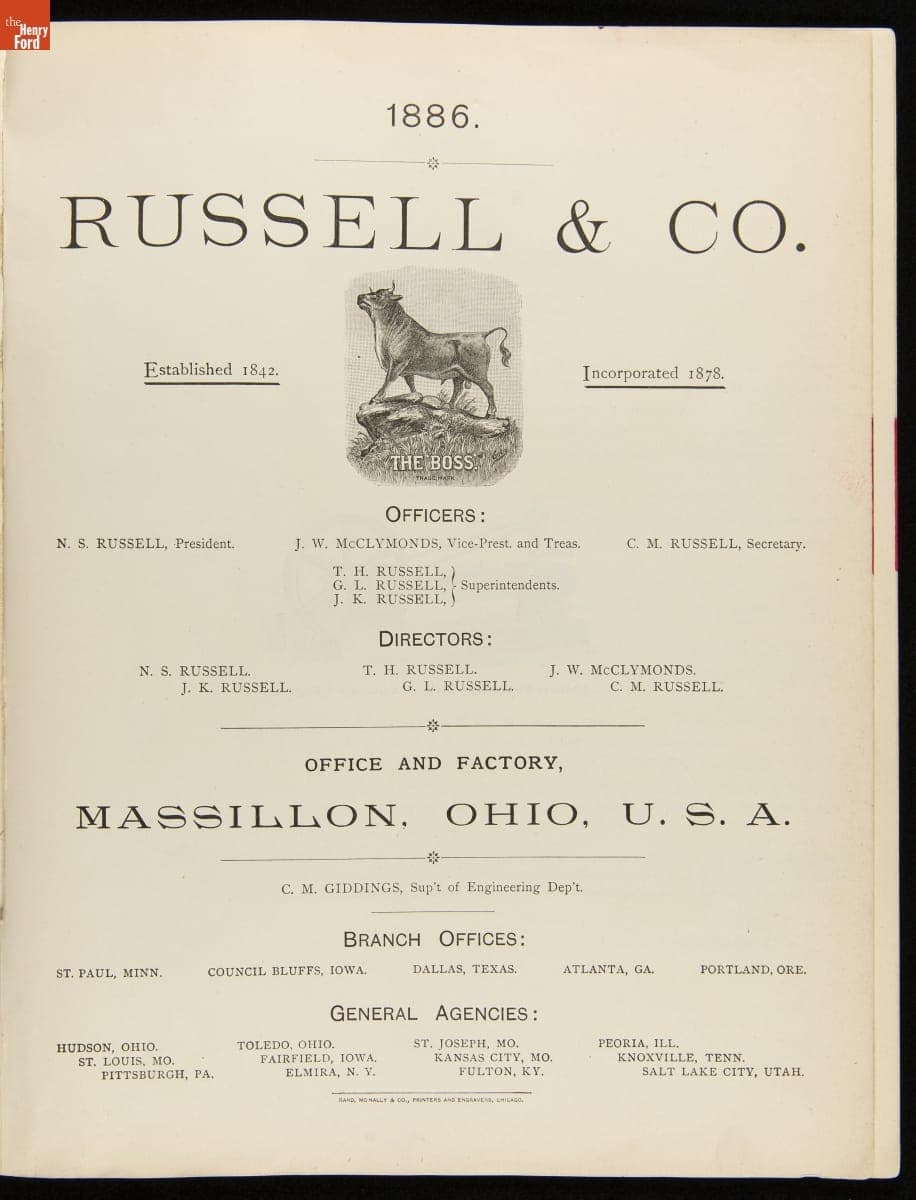 the
Henry
Ford
1886.
RUSSELL & CO.
Established 1842.
Incorporated 1878.
"THE BOSS."
TRADE MARK
OFFICERS:
N. S. RUSSELL, President. J. W. McCLYMONDS, Vice-Prest. and Treas. C. M. RUSSELL, Secretary.
T. H. RUSSELL,
G. L. RUSSELL, Superintendents.
J. K. RUSSELL,
DIRECTORS:
N. S. RUSSELL. T. H. RUSSELL. J. W. McCLYMONDS.
J. K. RUSSELL. G. L. RUSSELL. C. M. RUSSELL.
OFFICE AND FACTORY,
MASSILLON, OHIO, U. S. A.
C. M. GIDDINGS, Sup't of Engineering Dep't.
BRANCH OFFICES:
ST. PAUL, MINN. COUNCIL BLUFFS, IOWA. DALLAS, TEXAS. ATLANTA, GA. PORTLAND, ORE.
GENERAL AGENCIES:
HUDSON, OHIO. TOLEDO, OHIO. ST. JOSEPH, MO. PEORIA, ILL.
ST. LOUIS, MO. FAIRFIELD, IOWA. KANSAS CITY, MO. KNOXVILLE, TENN.
PITTSBURGH, PA. ELMIRA, N. Y. FULTON, KY. SALT LAKE CITY, UTAH.
RAND, McNALLY & CO., PRINTERS AND ENGRAVERS, CHICAGO.